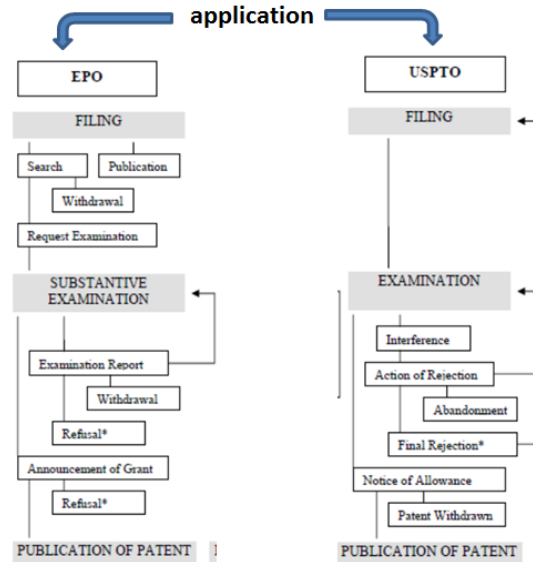 application
EPO
FILING
Search
Publication
Withdrawal
Request Examination
SUBSTANTIVE
EXAMINATION
Examination Report
Withdrawal
Refusal*
Announcement of Grant
Refusal*
PUBLICATION OF PATENT
USPTO
FILING
EXAMINATION
Interference
Action of Rejection
Abandonment
Final Rejection*
Notice of Allowance
Patent Withdrawn
PUBLICATION OF PATENT